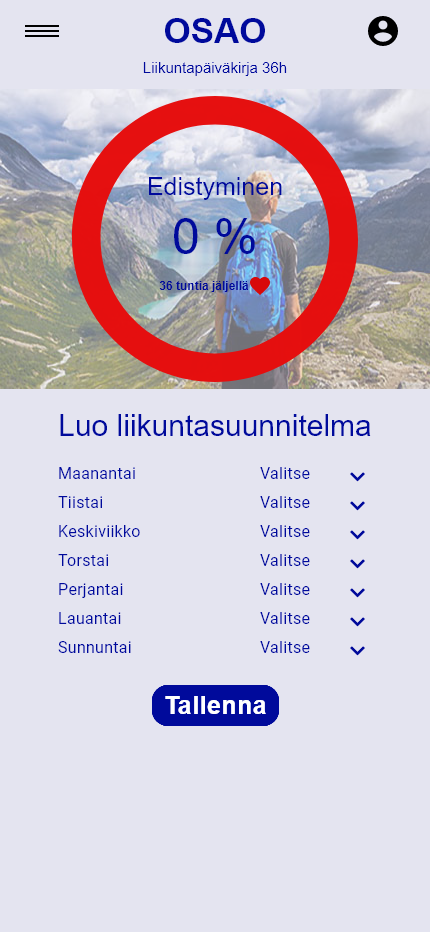 OSAO
Liikuntapäiväkirja 36h
Edistyminen
0 %
36 tuntia jäljellä
Luo liikuntasuunnitelma
Maanantai Valitse
Tiistai Valitse
Keskiviikko Valitse
Torstai Valitse
Perjantai Valitse
Lauantai Valitse
Sunnuntai Valitse
Tallenna